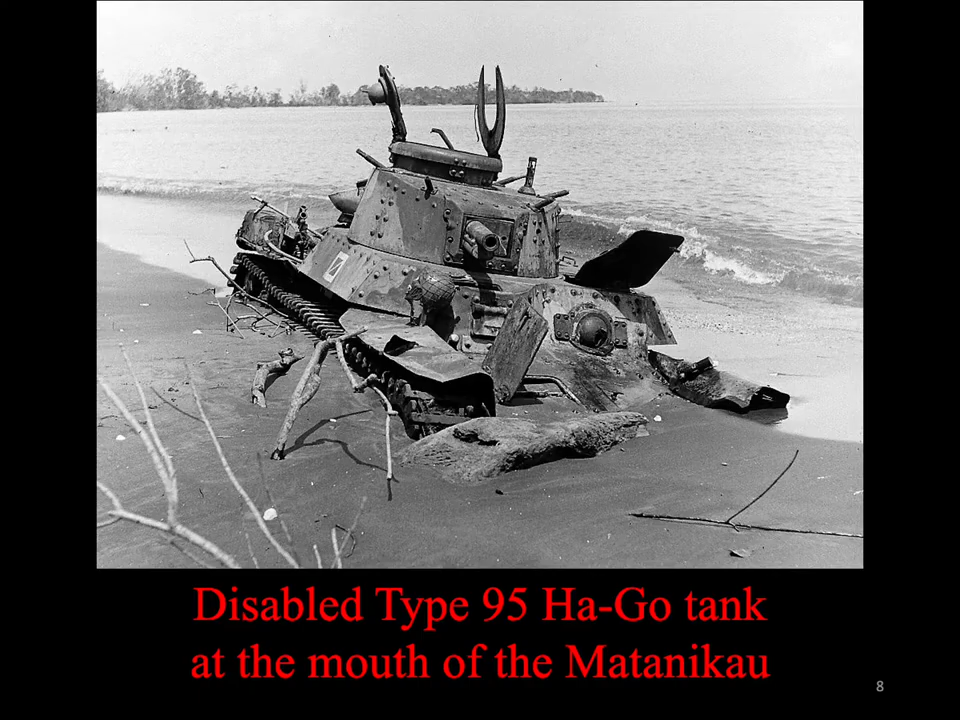 Disabled Type 95 Ha-Go tank
at the mouth of the Matanikau
8